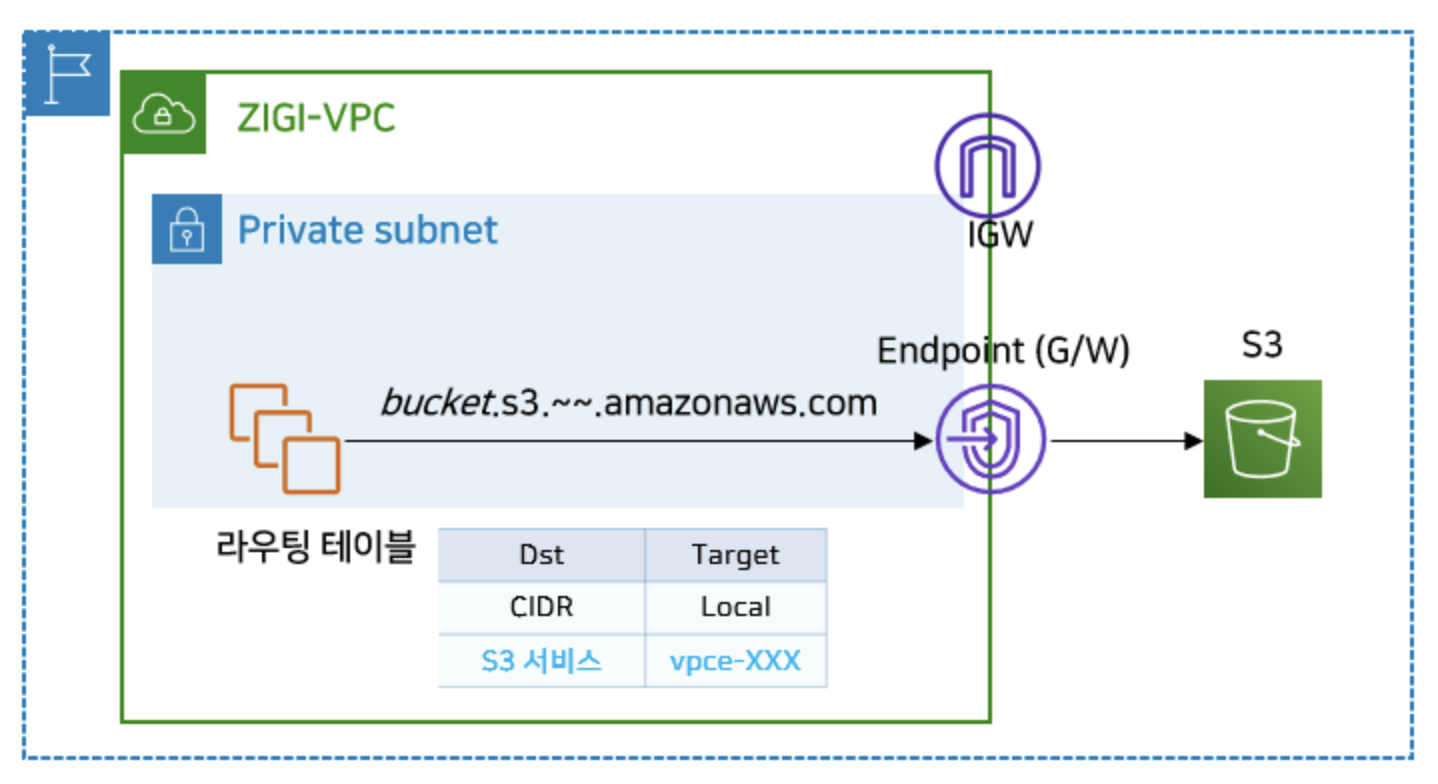 ZIGI-VPC
Private subnet
IGW
Endpoint (G/W)
S3
bucket.s3.~~.amazonaws.com
라우팅 테이블
Dst Target
CIDR Local
S3 서비스 vpce-XXX